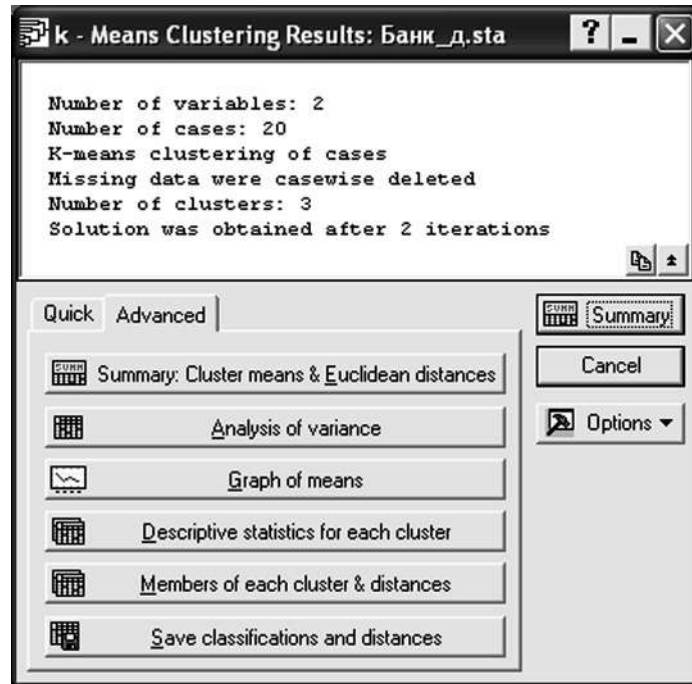 k - Means Clustering Results: Банк_д.sta
Number of variables: 2
Number of cases: 20
K-means clustering of cases
Missing data were casewise deleted
Number of clusters: 3
Solution was obtained after 2 iterations
Quick Advanced
Summary: Cluster means & Euclidean distances
Analysis of variance
Graph of means
Descriptive statistics for each cluster
Members of each cluster & distances
Save classifications and distances
Summary
Cancel
Options